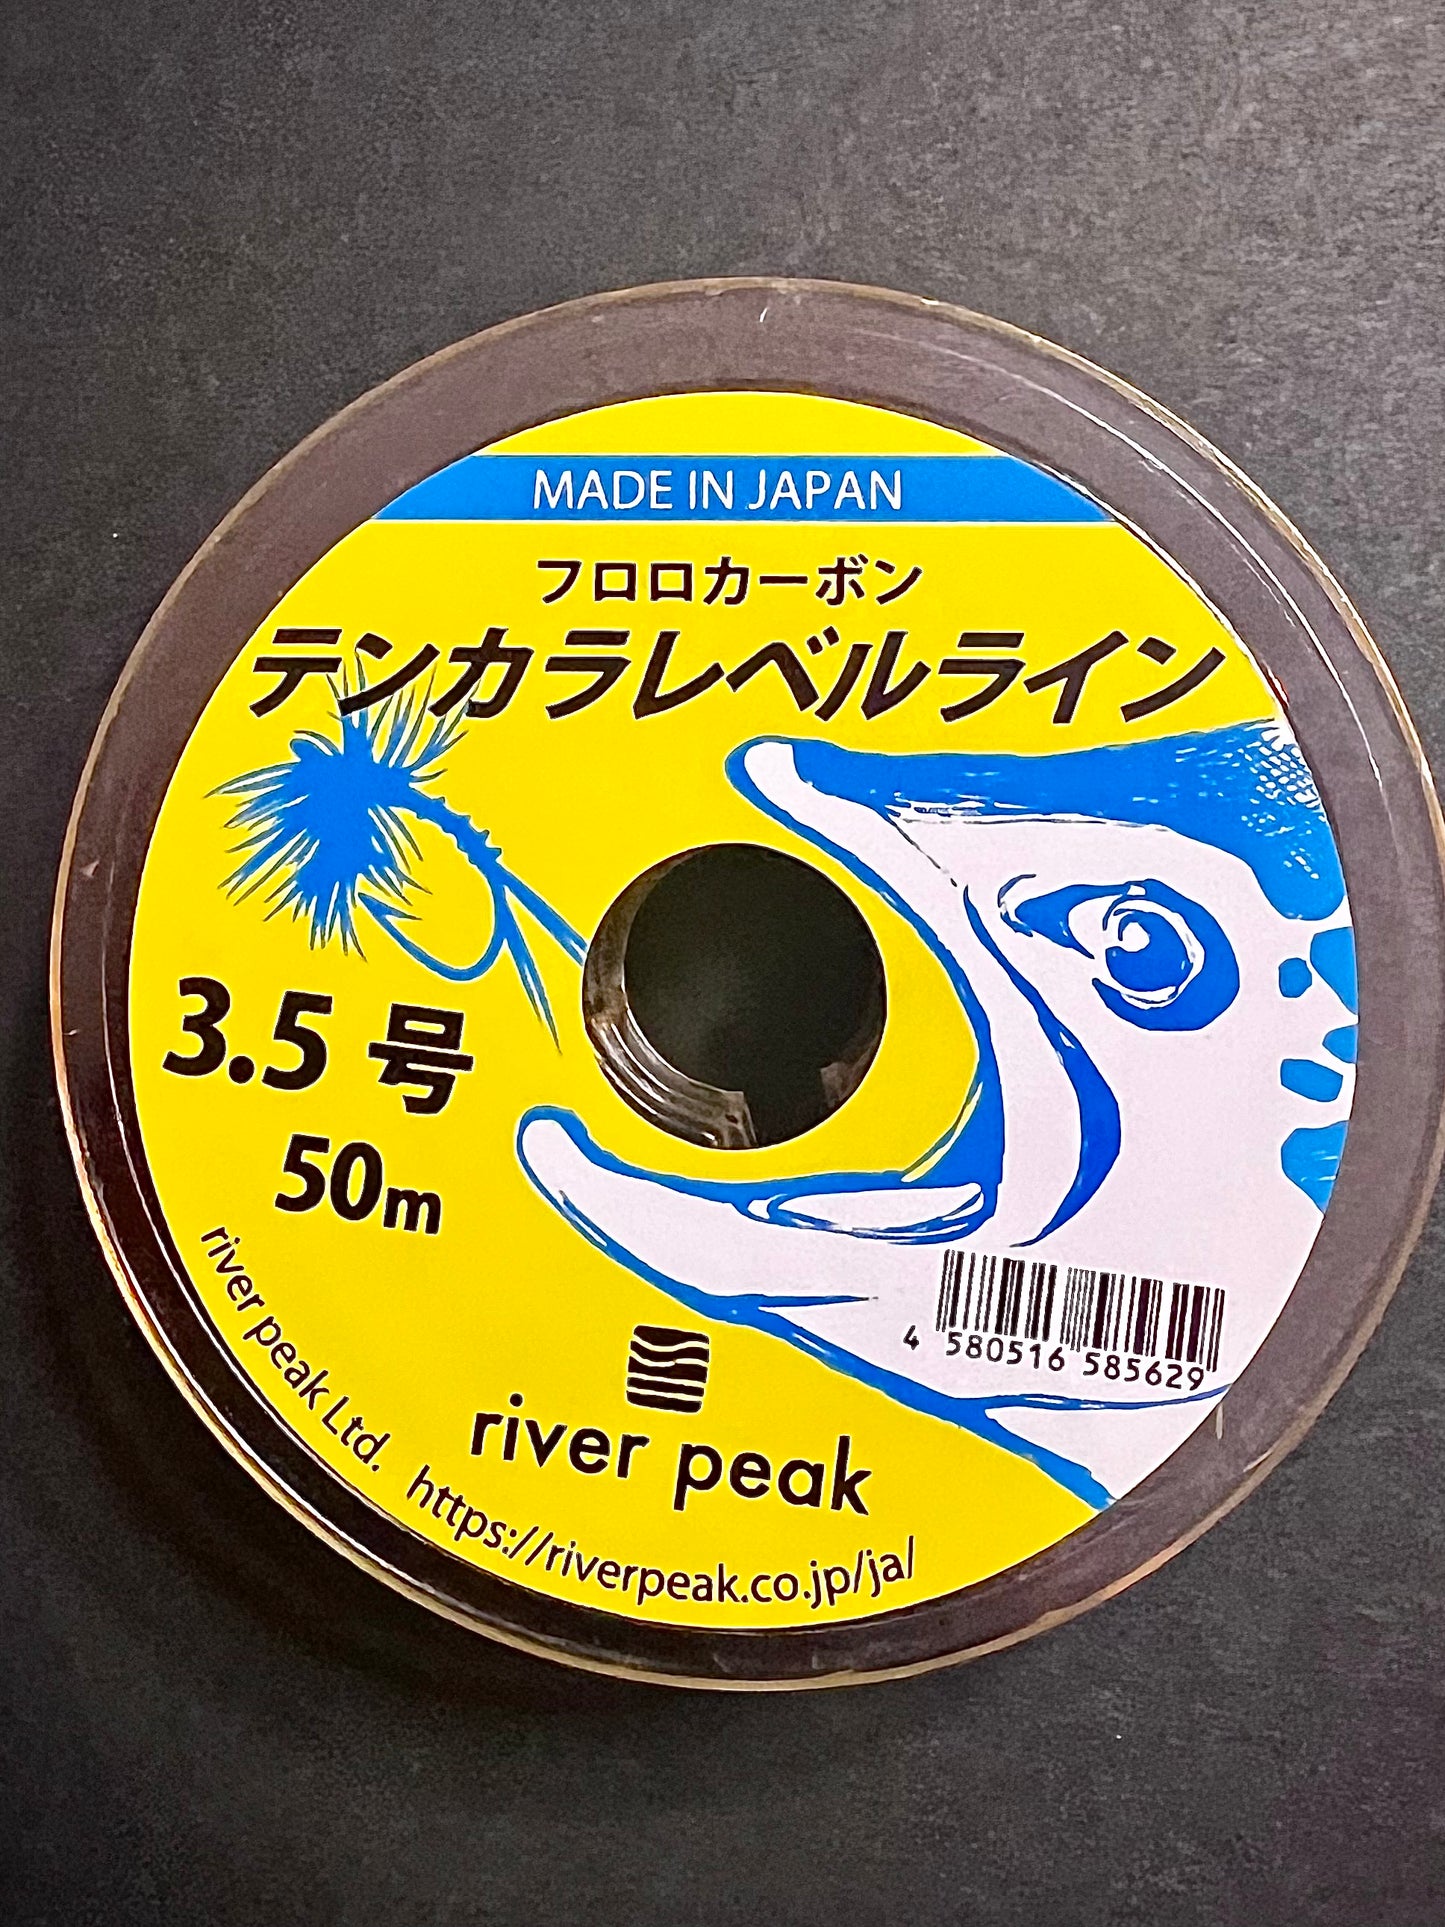 MADE IN JAPAN
フロロカーボン
テンカラレベルライン
3.5 号
50m
4 580516 585629
river peak
river peak Ltd. https://riverpeak.co.jp/ja/